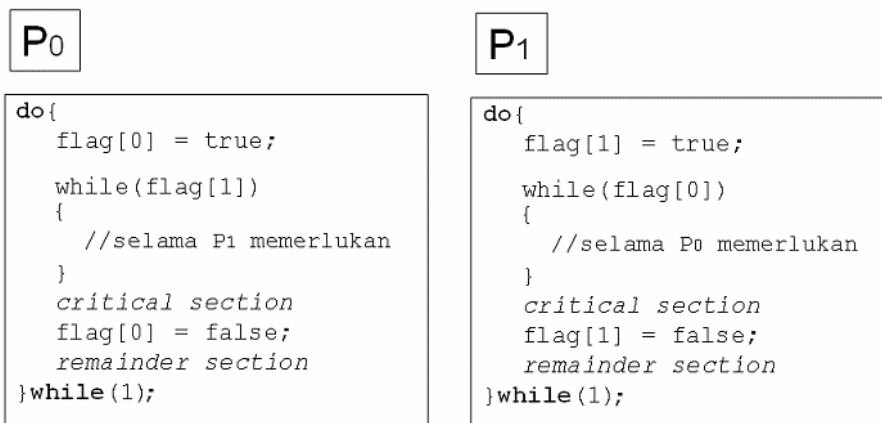 P0
do{
flag[0] = true;
while(flag[1])
{
//selama P1 memerlukan
}
critical section
flag[0] = false;
remainder section
}while(1);
P1
do{
flag[1] = true;
while(flag[0])
{
//selama P0 memerlukan
}
critical section
flag[1] = false;
remainder section
}while(1);